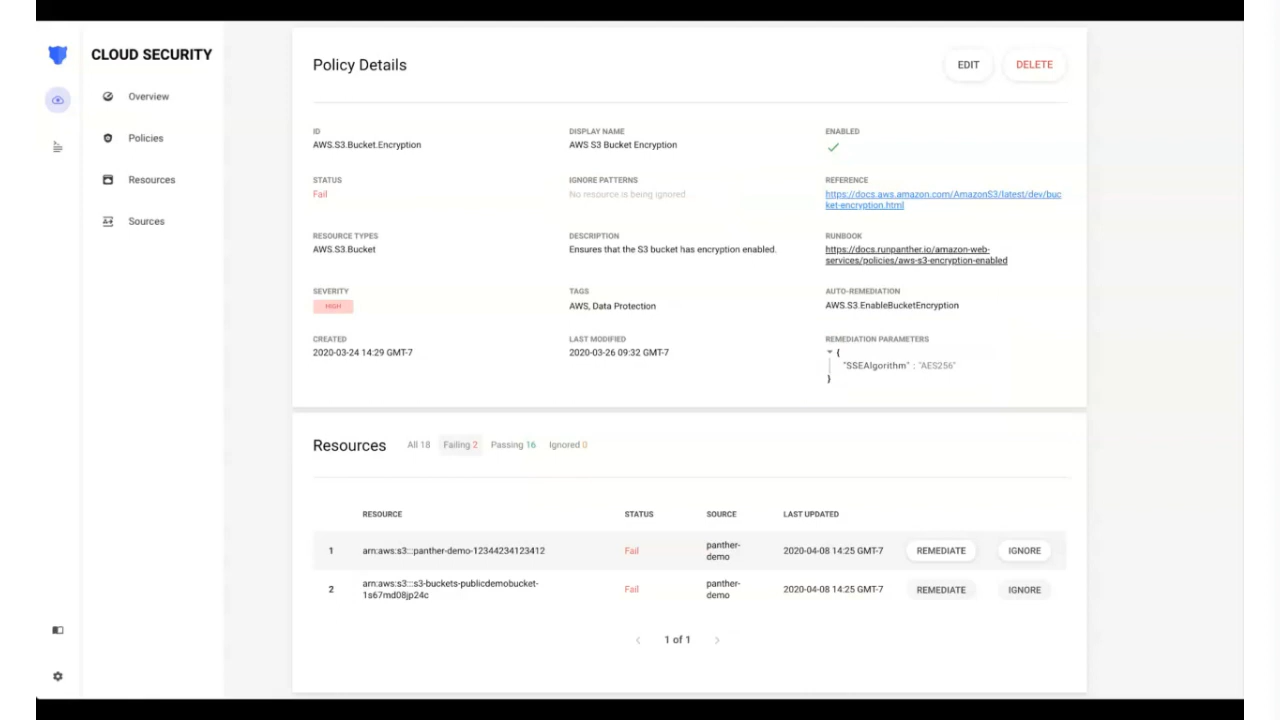 CLOUD SECURITY
Overview
Policies
Resources
Sources
Policy Details
EDIT
DELETE
ID
AWS.S3.Bucket.Encryption
DISPLAY NAME
AWS S3 Bucket Encryption
ENABLED
STATUS
Fail
IGNORE PATTERNS
No resource is being ignored
REFERENCE
https://docs.aws.amazon.com/AmazonS3/latest/dev/buc
ket-encryption.html
RESOURCE TYPES
AWS.S3.Bucket
DESCRIPTION
Ensures that the S3 bucket has encryption enabled.
RUNBOOK
https://docs.runpanther.io/amazon-web-
services/policies/aws-s3-encryption-enabled
SEVERITY
HIGH
TAGS
AWS, Data Protection
AUTO-REMEDIATION
AWS.S3.EnableBucketEncryption
CREATED
2020-03-24 14:29 GMT-7
LAST MODIFIED
2020-03-26 09:32 GMT-7
REMEDIATION PARAMETERS
{
"SSEAlgorithm" : "AES256"
}
Resources
All 18
Failing 2
Passing 16
Ignored 0
RESOURCE
STATUS
SOURCE
LAST UPDATED
1
arn:aws:s3:::panther-demo-12344234123412
Fail
panther-
demo
2020-04-08 14:25 GMT-7
REMEDIATE
IGNORE
2
arn:aws:s3:::s3-buckets-publicdemobucket-
1s67md08jp24c
Fail
panther-
demo
2020-04-08 14:25 GMT-7
REMEDIATE
IGNORE
1 of 1